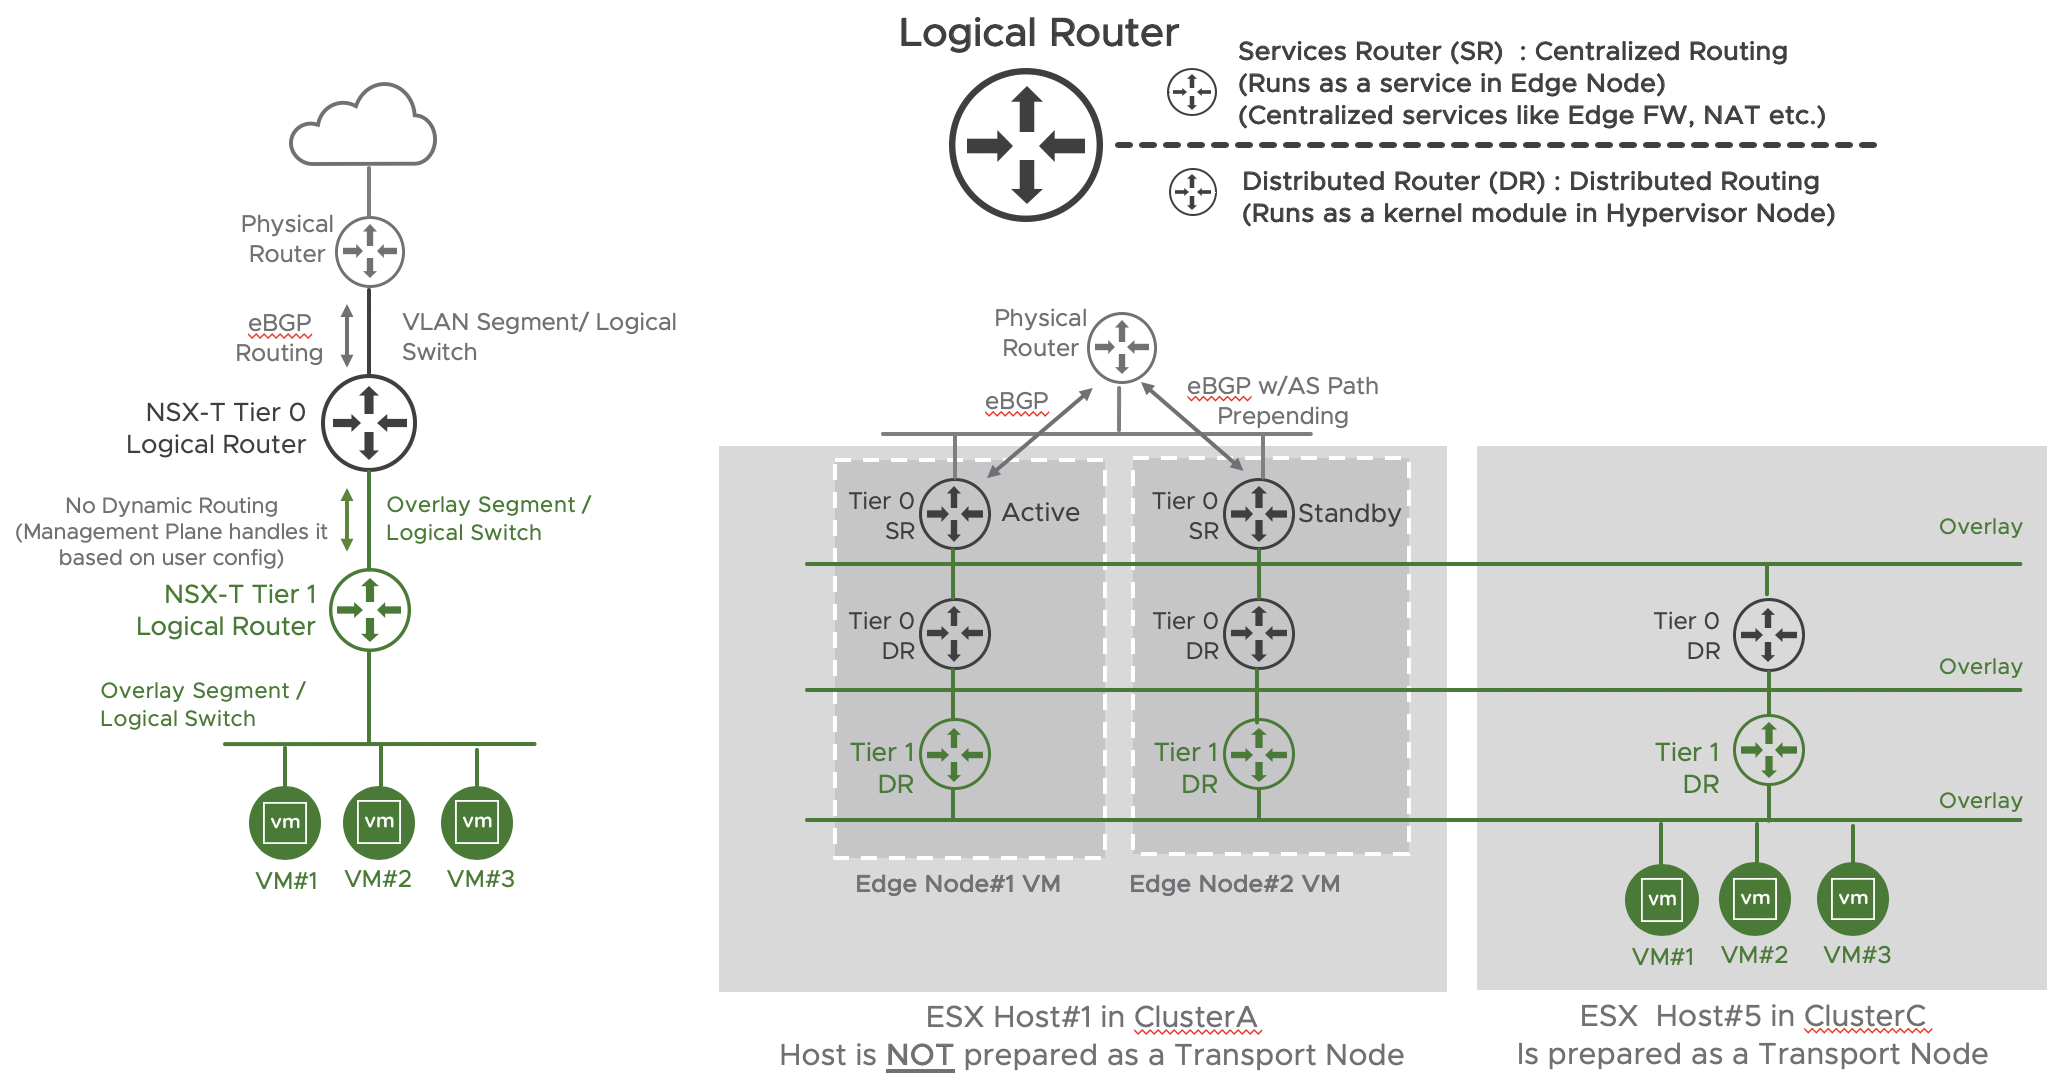 Logical Router
Services Router (SR)  : Centralized Routing
(Runs as a service in Edge Node)
(Centralized services like Edge FW, NAT etc.)
Distributed Router (DR) : Distributed Routing
(Runs as a kernel module in Hypervisor Node)
Physical
Router
eBGP
Routing
VLAN Segment/ Logical
Switch
NSX-T Tier 0
Logical Router
No Dynamic Routing
(Management Plane handles it
based on user config)
Overlay Segment /
Logical Switch
NSX-T Tier 1
Logical Router
Overlay Segment /
Logical Switch
vm
vm
vm
VM#1
VM#2
VM#3
Physical
Router
eBGP
eBGP w/AS Path
Prepending
Tier 0
SR
Active
Tier 0
SR
Standby
Overlay
Tier 0
DR
Tier 0
DR
Tier 0
DR
Overlay
Tier 1
DR
Tier 1
DR
Tier 1
DR
Overlay
Edge Node#1 VM
Edge Node#2 VM
vm
vm
vm
VM#1
VM#2
VM#3
ESX Host#1 in ClusterA
Host is NOT prepared as a Transport Node
ESX  Host#5 in ClusterC
Is prepared as a Transport Node